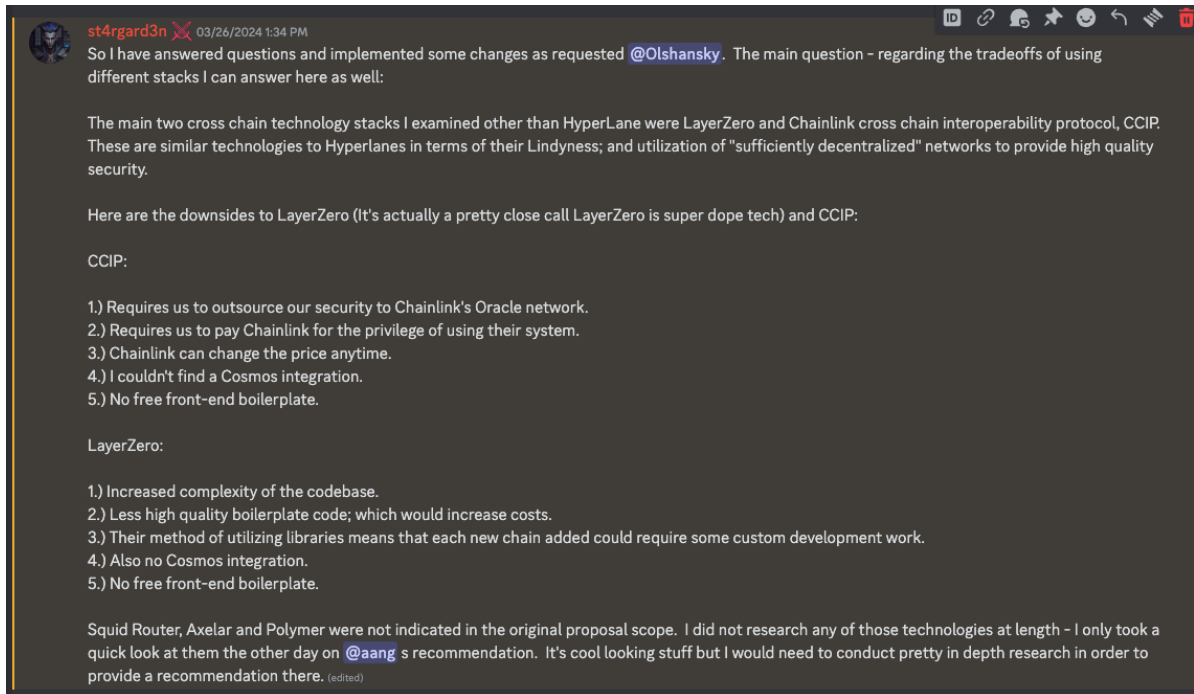 ID
st4rgard3n 03/26/2024 1:34 PM
So I have answered questions and implemented some changes as requested @Olshansky. The main question - regarding the tradeoffs of using
different stacks I can answer here as well:
The main two cross chain technology stacks I examined other than HyperLane were LayerZero and Chainlink cross chain interoperability protocol, CCIP.
These are similar technologies to Hyperlanes in terms of their Lindyness; and utilization of "sufficiently decentralized" networks to provide high quality
security.
Here are the downsides to LayerZero (It's actually a pretty close call LayerZero is super dope tech) and CCIP:
CCIP:
1.) Requires us to outsource our security to Chainlink's Oracle network.
2.) Requires us to pay Chainlink for the privilege of using their system.
3.) Chainlink can change the price anytime.
4.) I couldn't find a Cosmos integration.
5.) No free front-end boilerplate.
LayerZero:
1.) Increased complexity of the codebase.
2.) Less high quality boilerplate code; which would increase costs.
3.) Their method of utilizing libraries means that each new chain added could require some custom development work.
4.) Also no Cosmos integration.
5.) No free front-end boilerplate.
Squid Router, Axelar and Polymer were not indicated in the original proposal scope. I did not research any of those technologies at length - I only took a
quick look at them the other day on @aang s recommendation. It's cool looking stuff but I would need to conduct pretty in depth research in order to
provide a recommendation there. (edited)